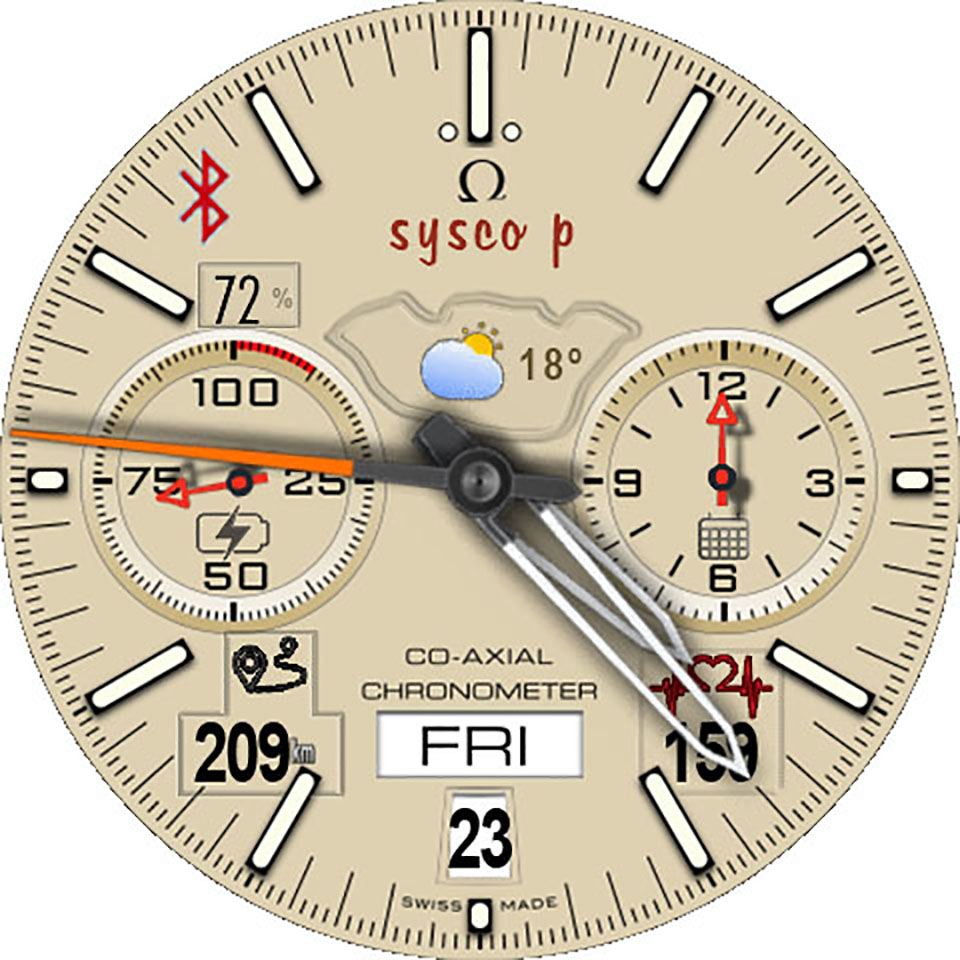 Ω
sysco p
72 %
18°
100
75
25
50
12
9
3
6
CO-AXIAL
CHRONOMETER
209 km
FRI
159
23
SWISS MADE